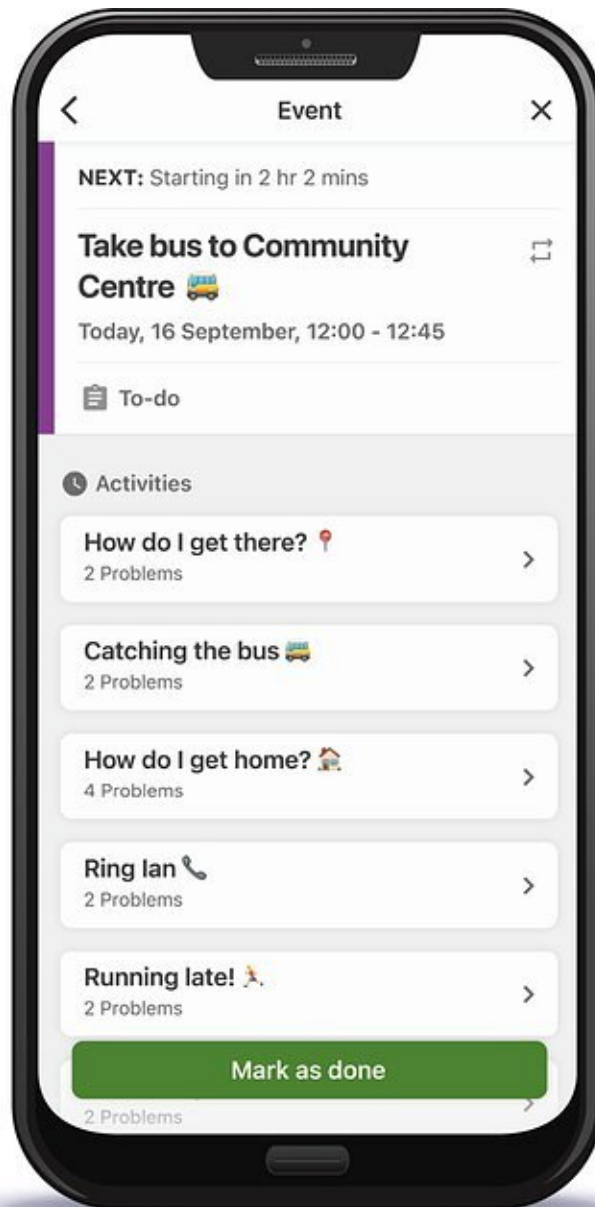 Event
NEXT: Starting in 2 hr 2 mins
Take bus to Community
Centre 🚌
Today, 16 September, 12:00 - 12:45
To-do
Activities
How do I get there? 📍
2 Problems
Catching the bus 🚌
2 Problems
How do I get home? 🏠
4 Problems
Ring Ian 📞
2 Problems
Running late! 🏃
2 Problems
Mark as done
2 Problems